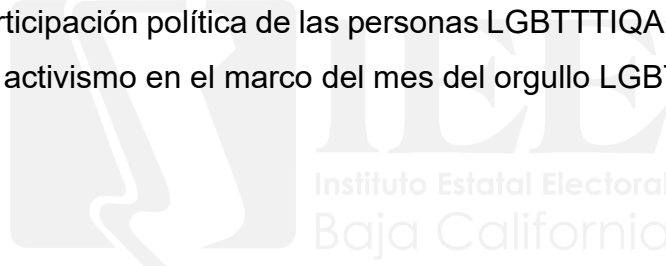 rticipación política de las personas LGBTTTIQA
activismo en el marco del mes del orgullo LGB
IEE
Instituto Estatal Electoral
Baja California